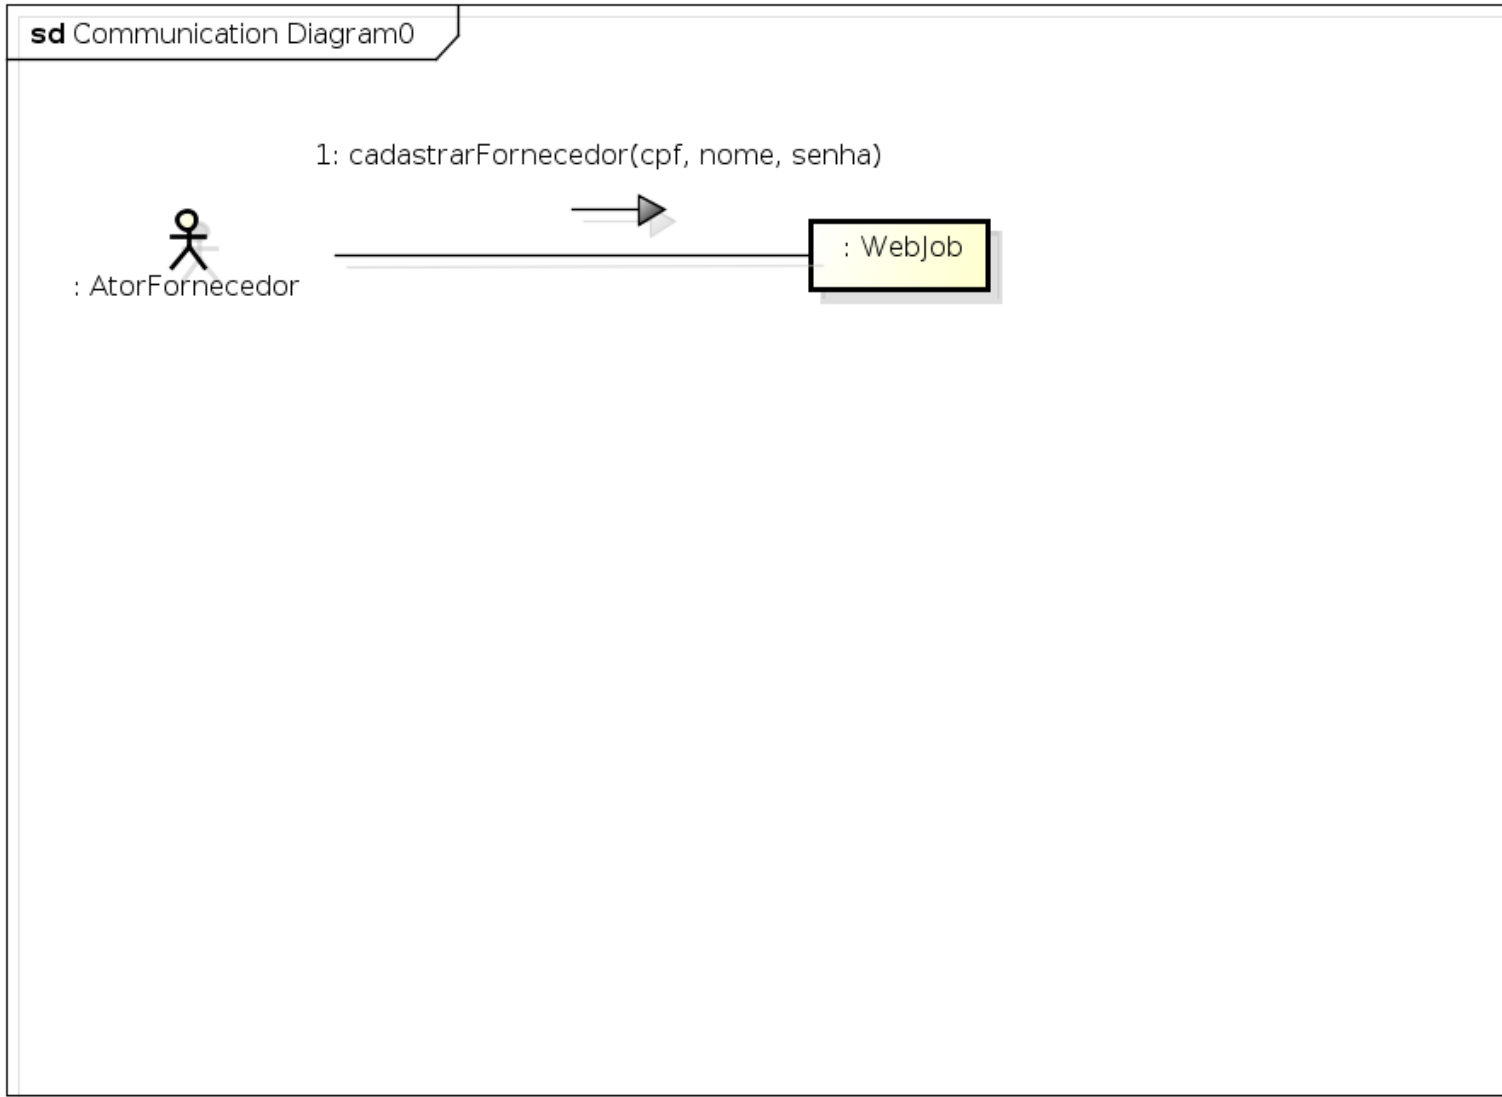 sd Communication Diagram0
1: cadastrarFornecedor(cpf, nome, senha)
: WebJob
: AtorFornecedor